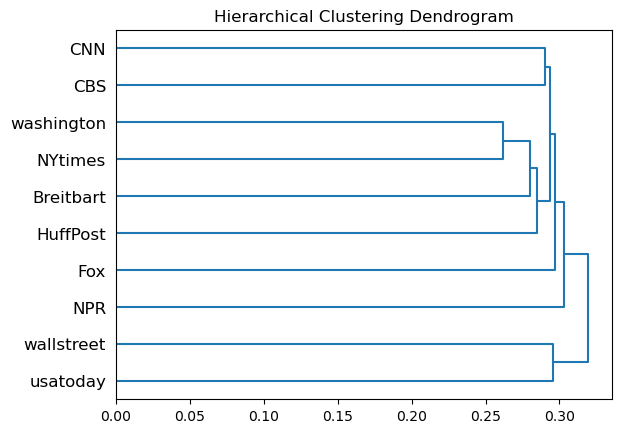 Hierarchical Clustering Dendrogram
CNN
CBS
washington
NYtimes
Breitbart
HuffPost
Fox
NPR
wallstreet
usatoday
0.00 0.05 0.10 0.15 0.20 0.25 0.30